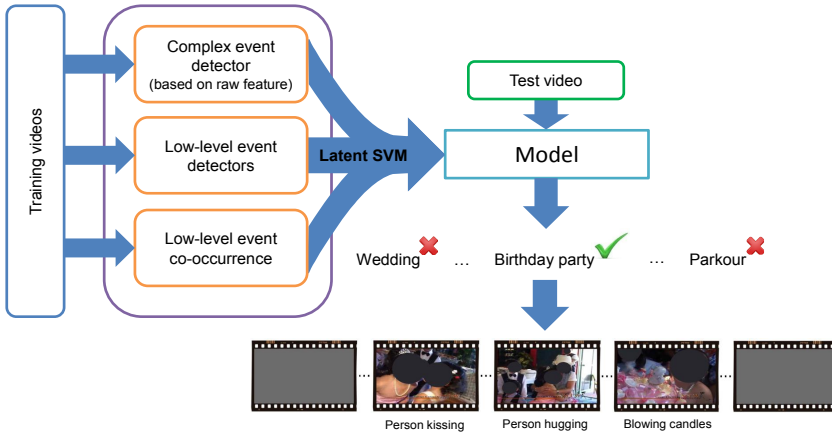 Training videos
Complex event
detector
(based on raw feature)
Low-level event
detectors
Low-level event
co-occurrence
Latent SVM
Test video
Model
Wedding ... Birthday party ... Parkour
... ... ... ...
Person kissing Person hugging Blowing candles